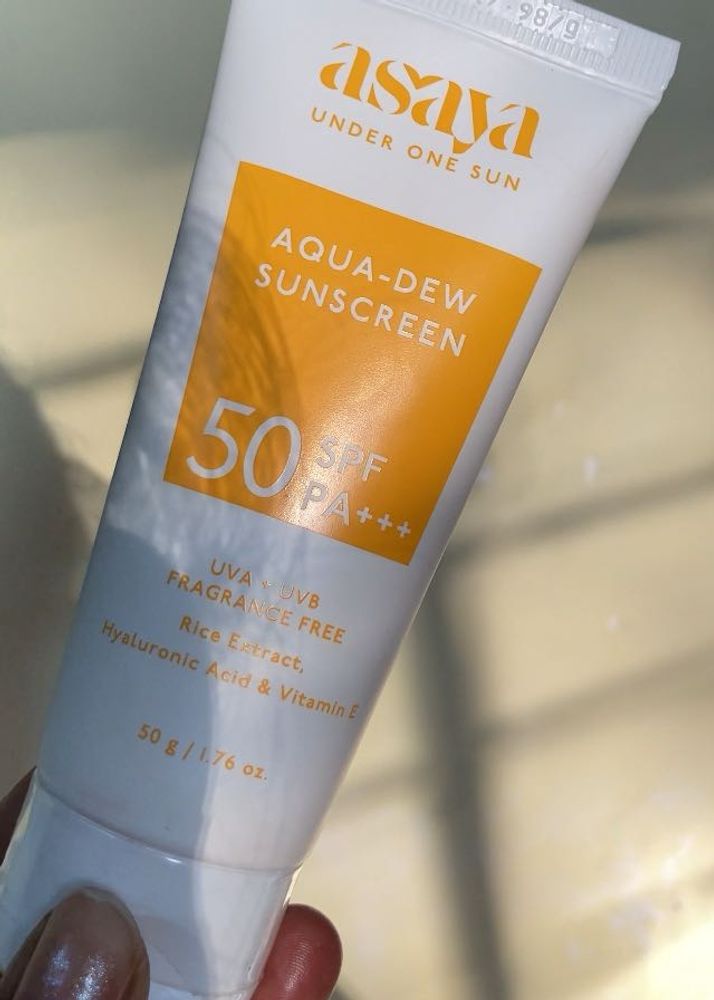 98/g
asaya
UNDER ONE SUN
AQUA-DEW
SUNSCREEN
50 SPF
PA+++
UVA + UVB
FRAGRANCE FREE
Rice Extract,
Hyaluronic Acid & Vitamin E
50 g / 1.76 oz.